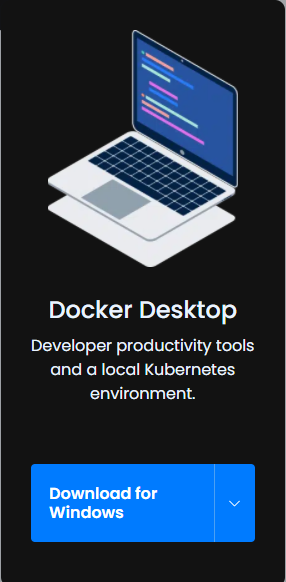 Docker Desktop
Developer productivity tools
and a local Kubernetes
environment.
Download for
Windows